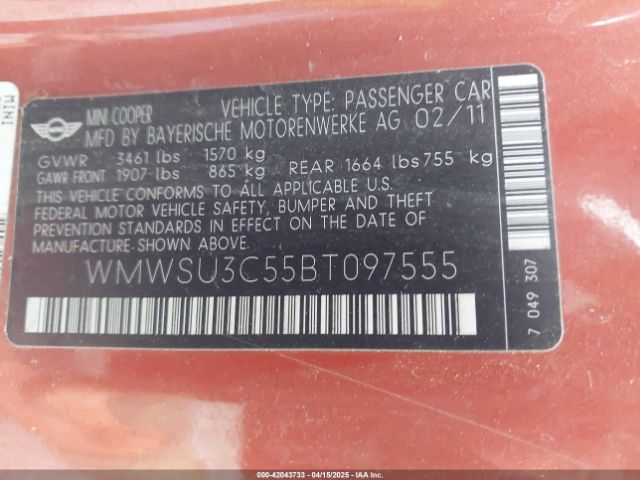 MINI COOPER
VEHICLE TYPE: PASSENGER CAR
MFD BY BAYERISCHE MOTORENWERKE AG 02/11
GVWR 3461 lbs 1570 kg
GAWR FRONT 1907 lbs 865 kg REAR 1664 lbs 755 kg
THIS VEHICLE CONFORMS TO ALL APPLICABLE U.S.
FEDERAL MOTOR VEHICLE SAFETY, BUMPER AND THEFT
PREVENTION STANDARDS IN EFFECT ON THE DATE OF
MANUFACTURE SHOWN ABOVE.
WMWSU3C55BT097555
7 049 307
MINI
000-42043733 - 04/15/2025 - IAA Inc.